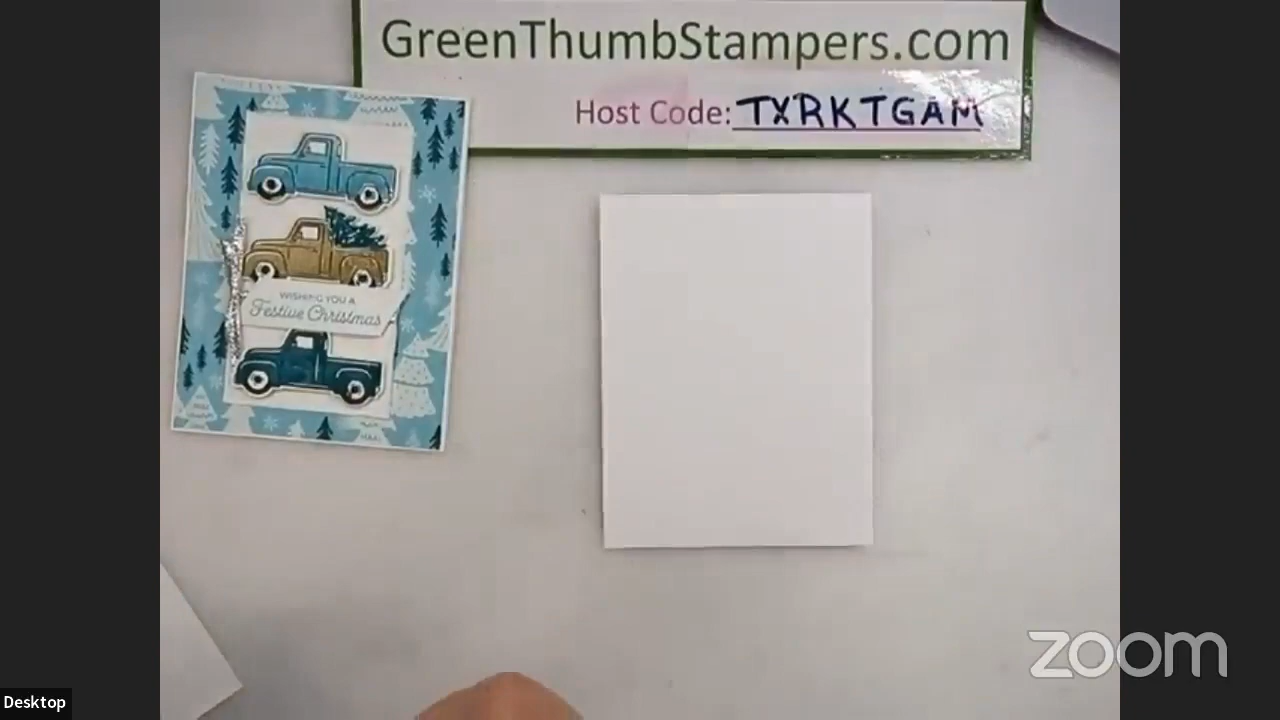 GreenThumbStampers.com
Host Code: TXRKTGAM
WISHING YOU A
Festive Christmas
zoom
Desktop